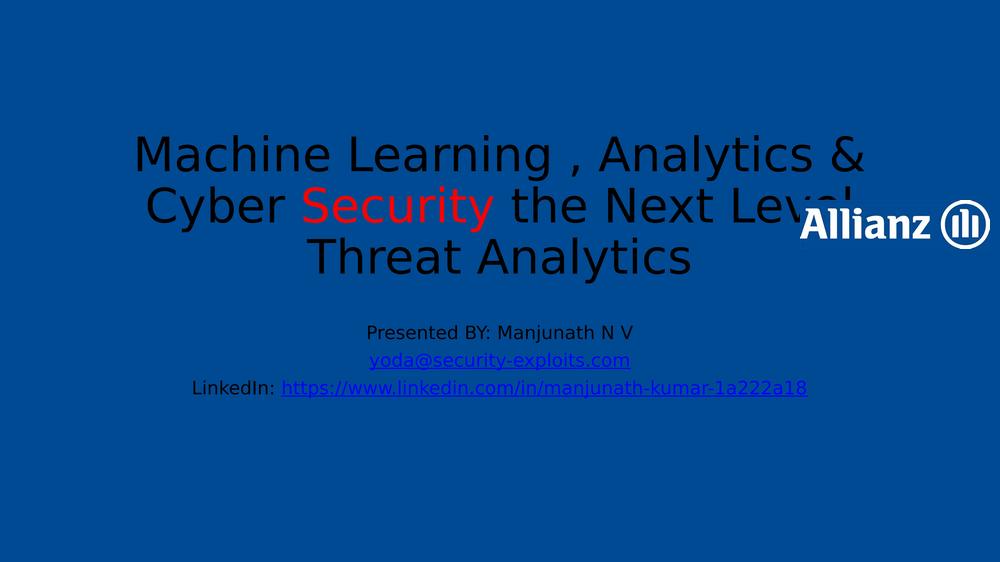 Machine Learning , Analytics &
Cyber Security the Next Level
Threat Analytics
Allianz
Presented BY: Manjunath N V
yoda@security-exploits.com
LinkedIn: https://www.linkedin.com/in/manjunath-kumar-1a222a18